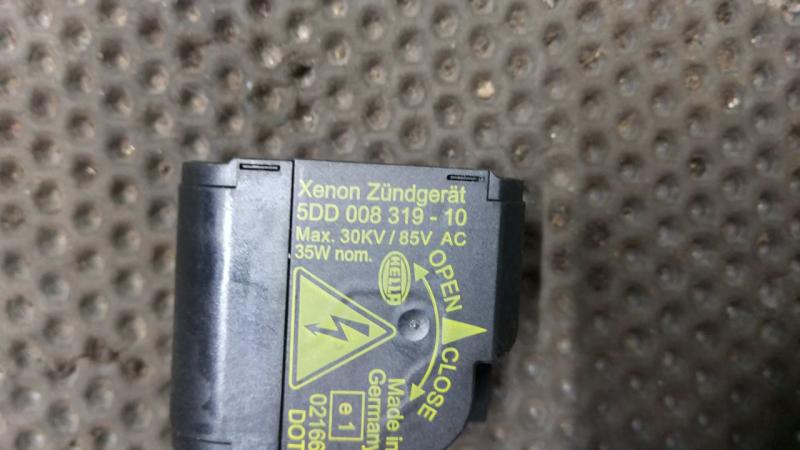 Xenon Zündgerät
5DD 008 319 - 10
Max. 30KV / 85V AC
35W nom.
HELLA
OPEN
CLOSE
Made in
Germany
e 1
02166
DOT